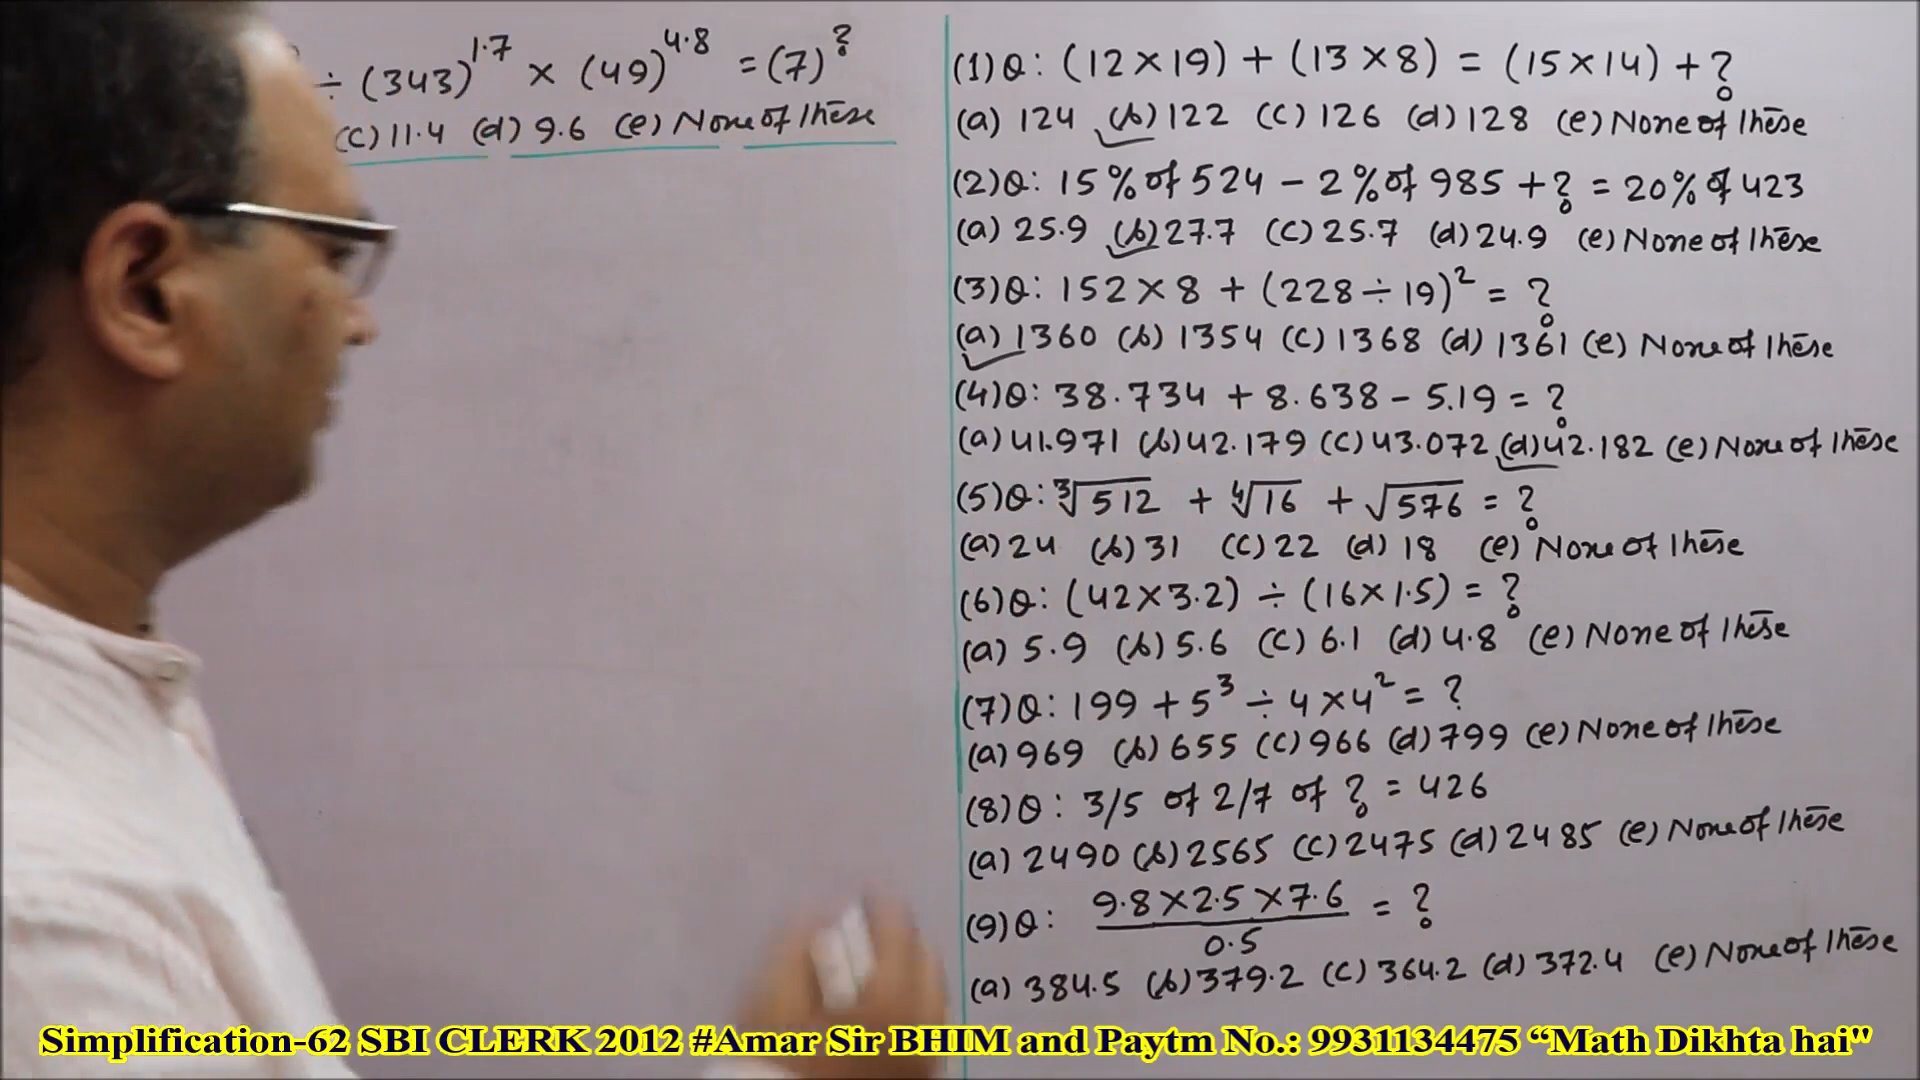 ÷ (343)^1.7 × (49)^4.8 = (7)^?
(c) 11.4 (d) 9.6 (e) None of these
(1) Q: (12×19) + (13×8) = (15×14) + ?
(a) 124 (b) 122 (c) 126 (d) 128 (e) None of these
(2) Q: 15% of 524 – 2% of 985 + ? = 20% of 423
(a) 25.9 (b) 27.7 (c) 25.7 (d) 24.9 (e) None of these
(3) Q: 152 × 8 + (228 ÷ 19)² = ?
(a) 1360 (b) 1354 (c) 1368 (d) 1361 (e) None of these
(4) Q: 38.734 + 8.638 – 5.19 = ?
(a) 41.971 (b) 42.179 (c) 43.072 (d) 42.182 (e) None of these
(5) Q: ∛512 + ∜16 + √576 = ?
(a) 24 (b) 31 (c) 22 (d) 18 (e) None of these
(6) Q: (42×3.2) ÷ (16×1.5) = ?
(a) 5.9 (b) 5.6 (c) 6.1 (d) 4.8 (e) None of these
(7) Q: 199 + 5³ ÷ 4 × 4² = ?
(a) 969 (b) 655 (c) 966 (d) 799 (e) None of these
(8) Q: 3/5 of 2/7 of ? = 426
(a) 2490 (b) 2565 (c) 2475 (d) 2485 (e) None of these
(9) Q: 9.8×2.5×7.6 / 0.5 = ?
(a) 384.5 (b) 379.2 (c) 364.2 (d) 372.4 (e) None of these
Simplification-62 SBI CLERK 2012 #Amar Sir BHIM and Paytm No.: 9931134475 “Math Dikhta hai"